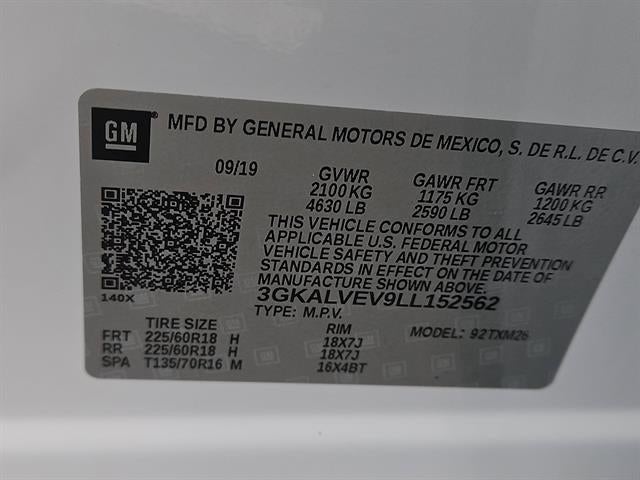 GM
MFD BY GENERAL MOTORS DE MEXICO, S. DE R.L. DE C.V.
09/19 GVWR GAWR FRT GAWR RR
2100 KG 1175 KG 1200 KG
4630 LB 2590 LB 2645 LB
THIS VEHICLE CONFORMS TO ALL
APPLICABLE U.S. FEDERAL MOTOR
VEHICLE SAFETY AND THEFT PREVENTION
STANDARDS IN EFFECT ON THE DATE OF
MANUFACTURE SHOWN ABOVE.
140X 3GKALVEV9LL152562
TYPE: M.P.V. MODEL: 92TXM26
TIRE SIZE RIM
FRT 225/60R18 H 18X7J
RR 225/60R18 H 18X7J
SPA T135/70R16 M 16X4BT